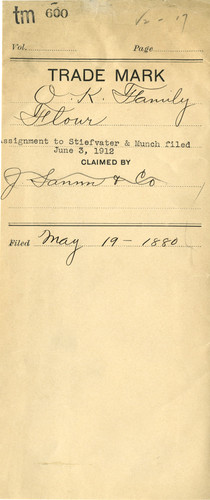 tm 600
Vol. Page
TRADE MARK
O. K. Family
Flour
Assignment to Stiefvater & Munch filed
June 3, 1912
CLAIMED BY
J & Co
Filed May 19 - 1880